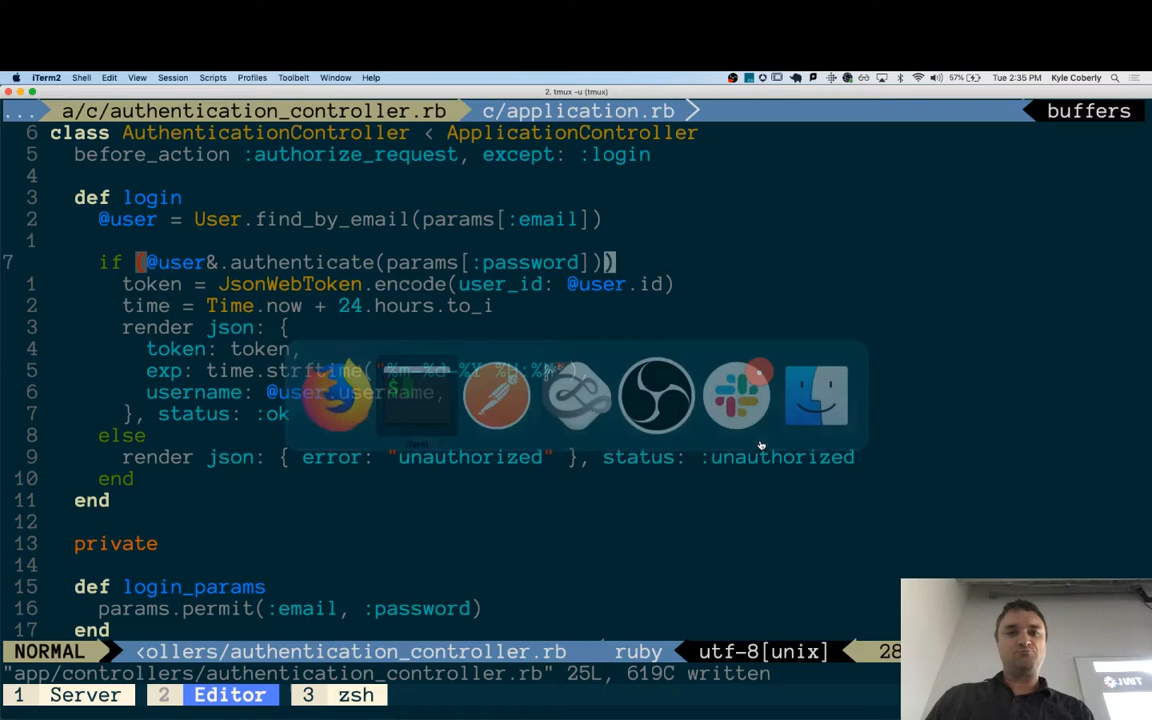 iTerm2 Shell Edit View Session Scripts Profiles Toolbelt Window Help 57% Tue 2:35 PM Kyle Coberly
2. tmux -u (tmux)
... a/c/authentication_controller.rb c/application.rb buffers
6 class AuthenticationController < ApplicationController
5 before_action :authorize_request, except: :login
4
3 def login
2 @user = User.find_by_email(params[:email])
1
7 if (@user&.authenticate(params[:password]))
1 token = JsonWebToken.encode(user_id: @user.id)
2 time = Time.now + 24.hours.to_i
3 render json: {
4 token: token,
5 exp: time.strftime("%m-%d-%Y %H:%M"),
6 username: @user.username,
7 }, status: :ok
8 else
9 render json: { error: "unauthorized" }, status: :unauthorized
10 end
11 end
12
13 private
14
15 def login_params
16 params.permit(:email, :password)
17 end
NORMAL <ollers/authentication_controller.rb ruby utf-8[unix] 28
"app/controllers/authentication_controller.rb" 25L, 619C written
1 Server 2 Editor 3 zsh
iTerm
JWT